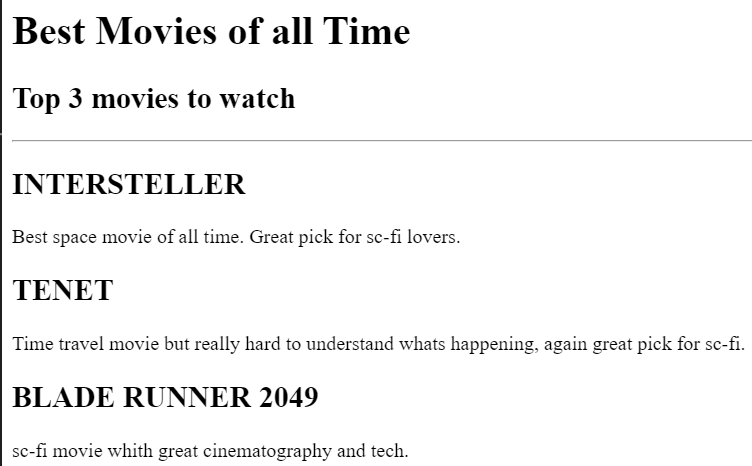 Best Movies of all Time
Top 3 movies to watch
INTERSTELLER
Best space movie of all time. Great pick for sc-fi lovers.
TENET
Time travel movie but really hard to understand whats happening, again great pick for sc-fi.
BLADE RUNNER 2049
sc-fi movie whith great cinematography and tech.